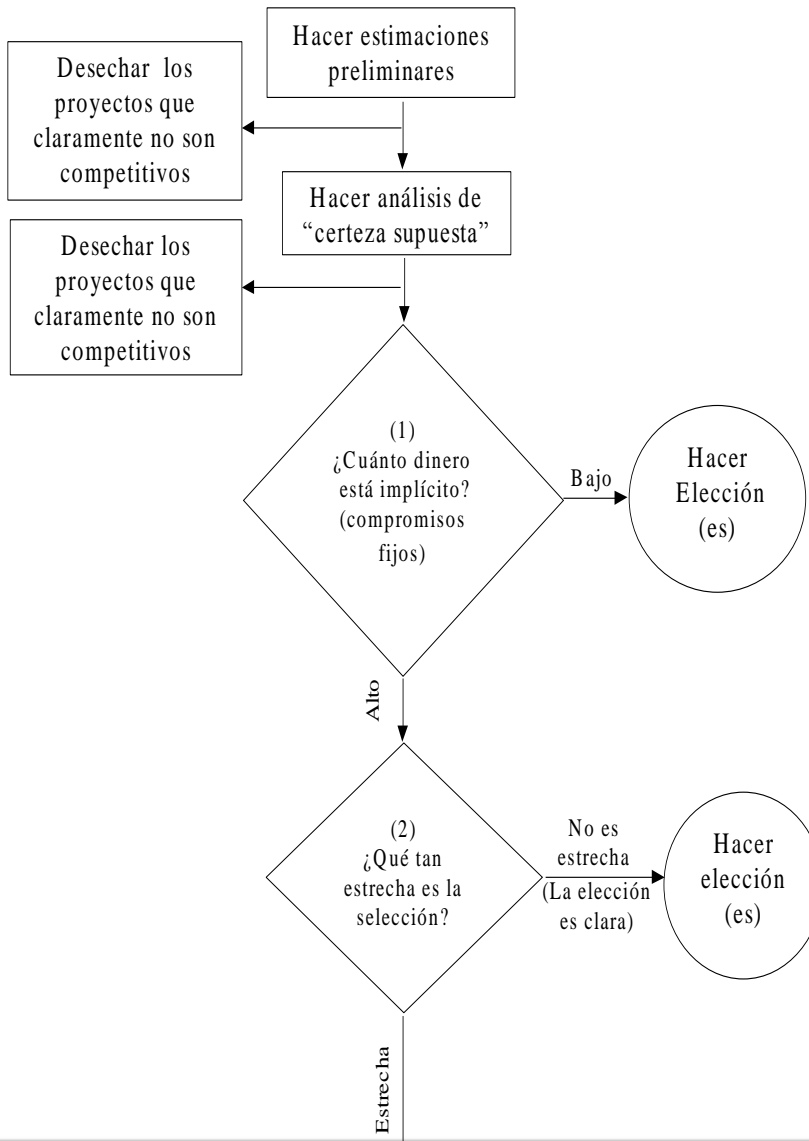 Hacer estimaciones
preliminares
Desechar los
proyectos que
claramente no son
competitivos
Hacer análisis de
“certeza supuesta”
Desechar los
proyectos que
claramente no son
competitivos
(1)
¿Cuánto dinero
está implícito?
(compromisos
fijos)
Bajo
Hacer
Elección
(es)
Alto
(2)
¿Qué tan
estrecha es la
selección?
No es
estrecha
(La elección
es clara)
Hacer
elección
(es)
Estrecha